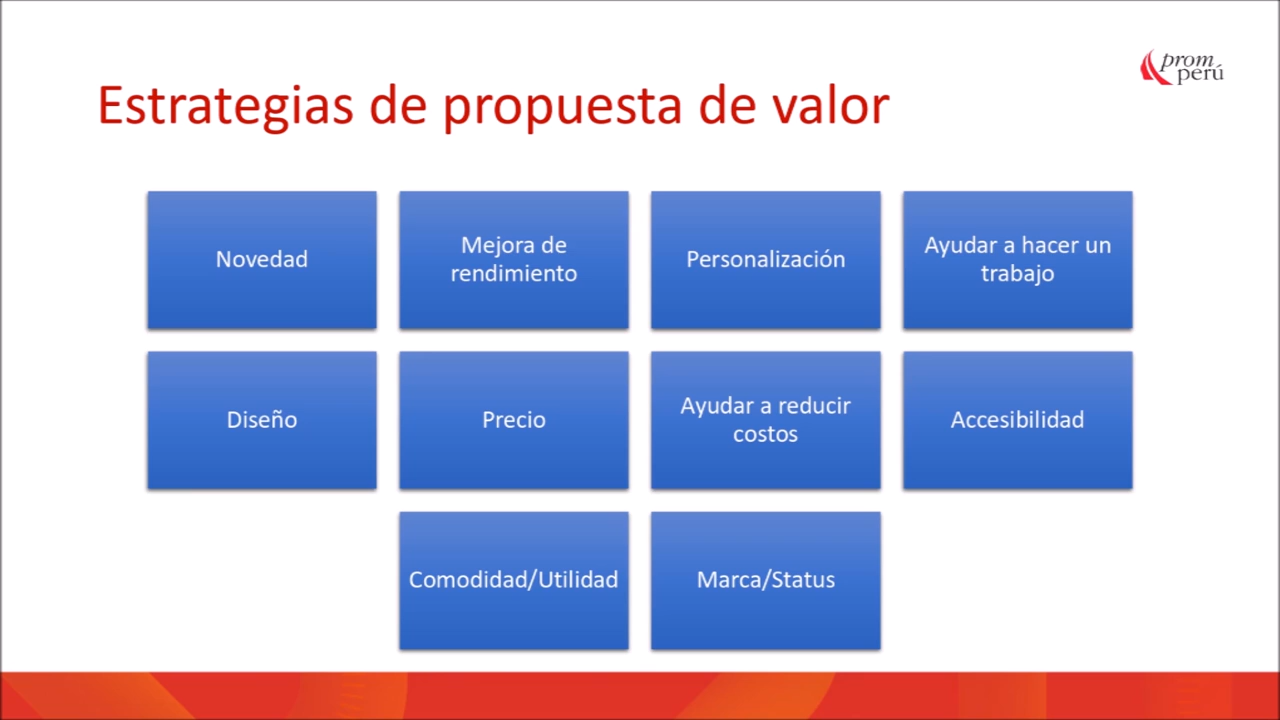 prom
perú
Estrategias de propuesta de valor
Novedad
Mejora de
rendimiento
Personalización
Ayudar a hacer un
trabajo
Diseño
Precio
Ayudar a reducir
costos
Accesibilidad
Comodidad/Utilidad
Marca/Status